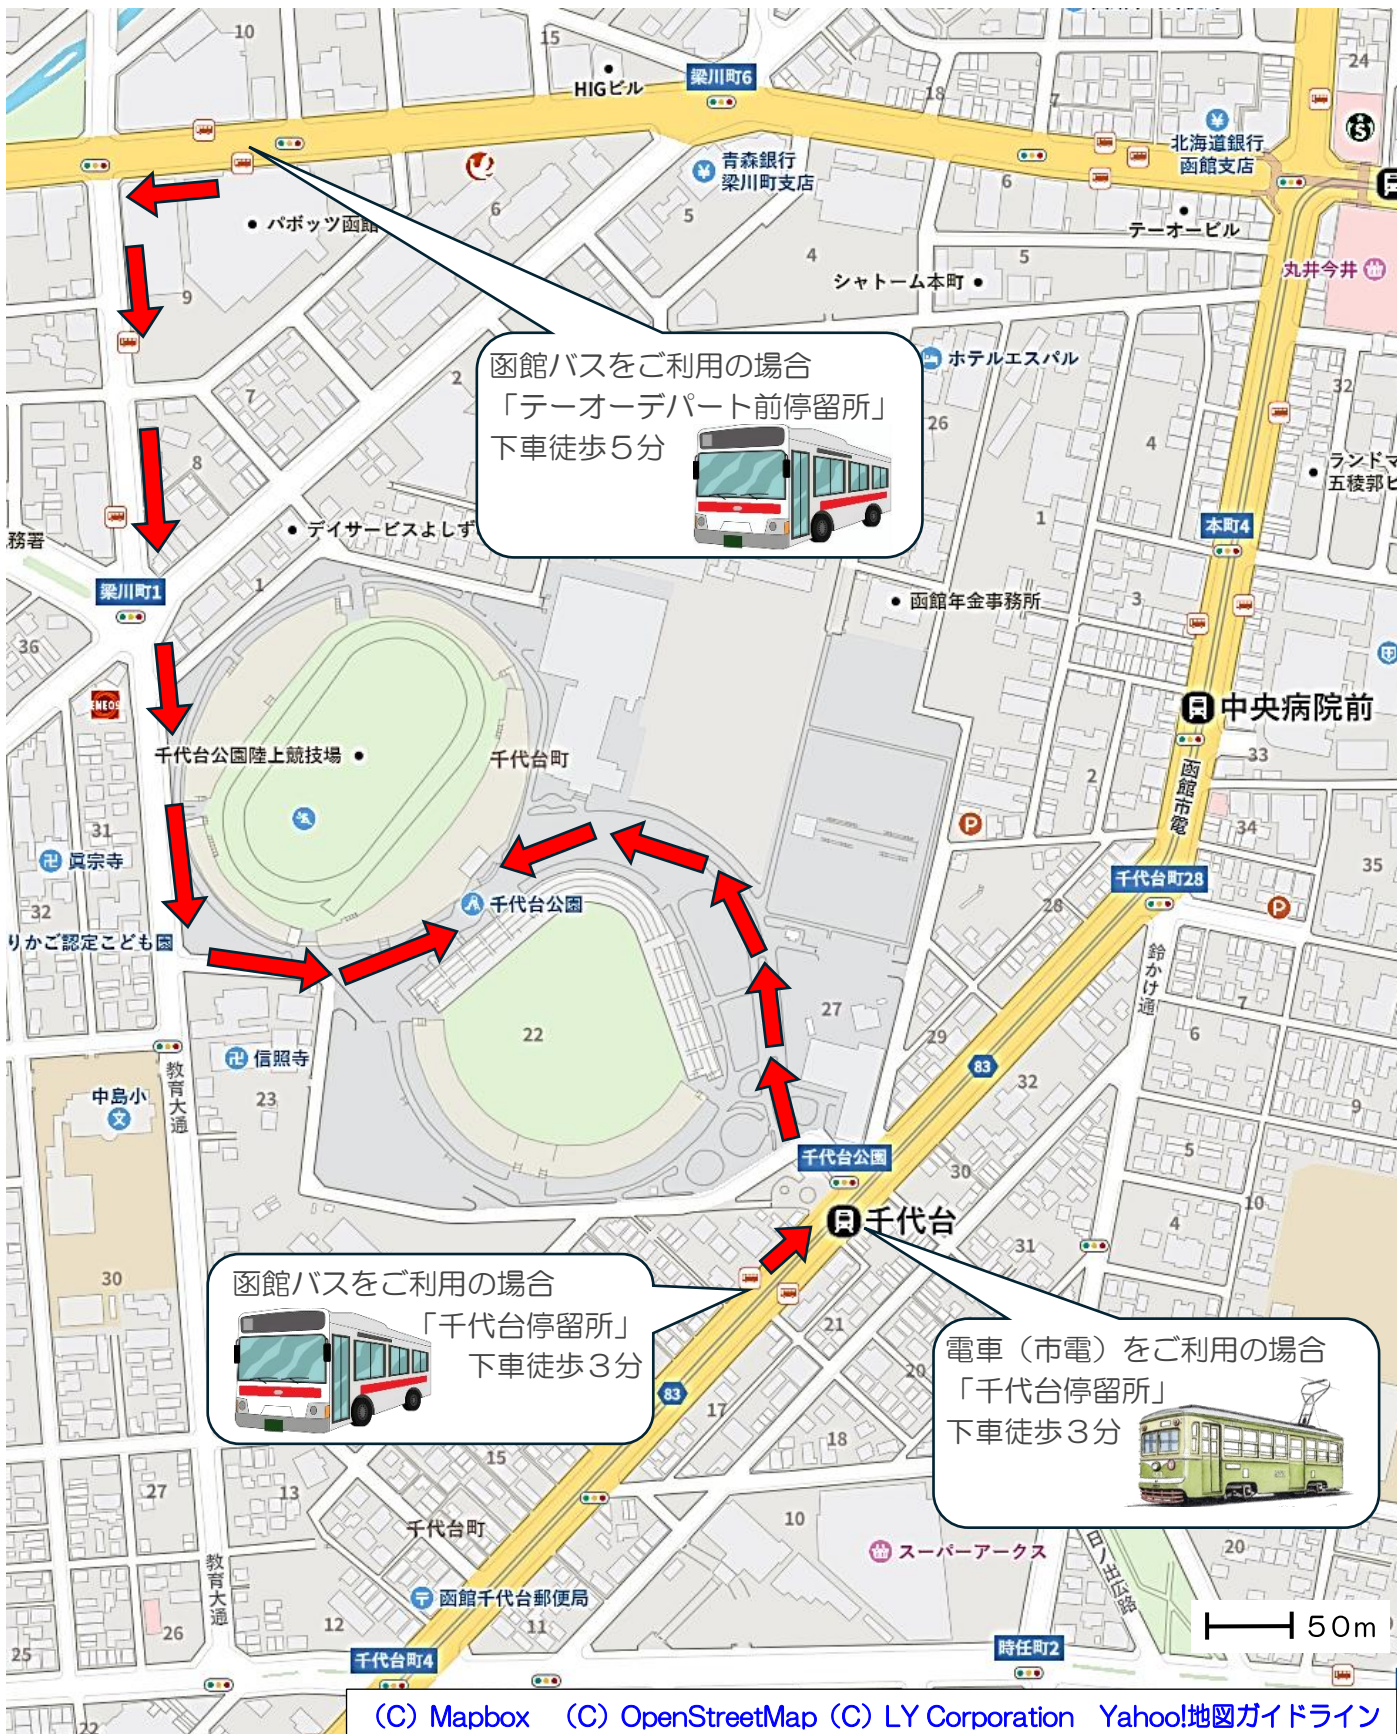 10
15
HIGビル
梁川町6
18
7
24
北海道銀行
函館支店
青森銀行
梁川町支店
6
6
5
テーオービル
パボッツ函館
4
5
シャトーム本町
丸井今井
9
函館バスをご利用の場合
「テーオーデパート前停留所」
下車徒歩５分
ホテルエスパル
2
7
32
26
4
8
ランドマ
五稜郭ビ
デイサービスよしず
1
本町4
務署
梁川町1
1
函館年金事務所
3
36
ENEOS
中央病院前
千代台公園陸上競技場
千代台町
33
2
函館市電
31
34
眞宗寺
35
千代台町28
32
千代台公園
28
りかご認定こども園
鈴かけ通
27
7
22
29
6
信照寺
83
32
中島小
文
教育大通
23
9
5
千代台公園
30
10
千代台
4
31
30
函館バスをご利用の場合
「千代台停留所」
下車徒歩３分
21
電車（市電）をご利用の場合
「千代台停留所」
下車徒歩３分
20
83
17
18
15
27
13
10
千代台町
スーパーアークス
20
日ノ出広路
教育大通
函館千代台郵便局
26
12
11
50m
25
千代台町4
時任町2
22
(C) Mapbox (C) OpenStreetMap (C) LY Corporation Yahoo!地図ガイドライン